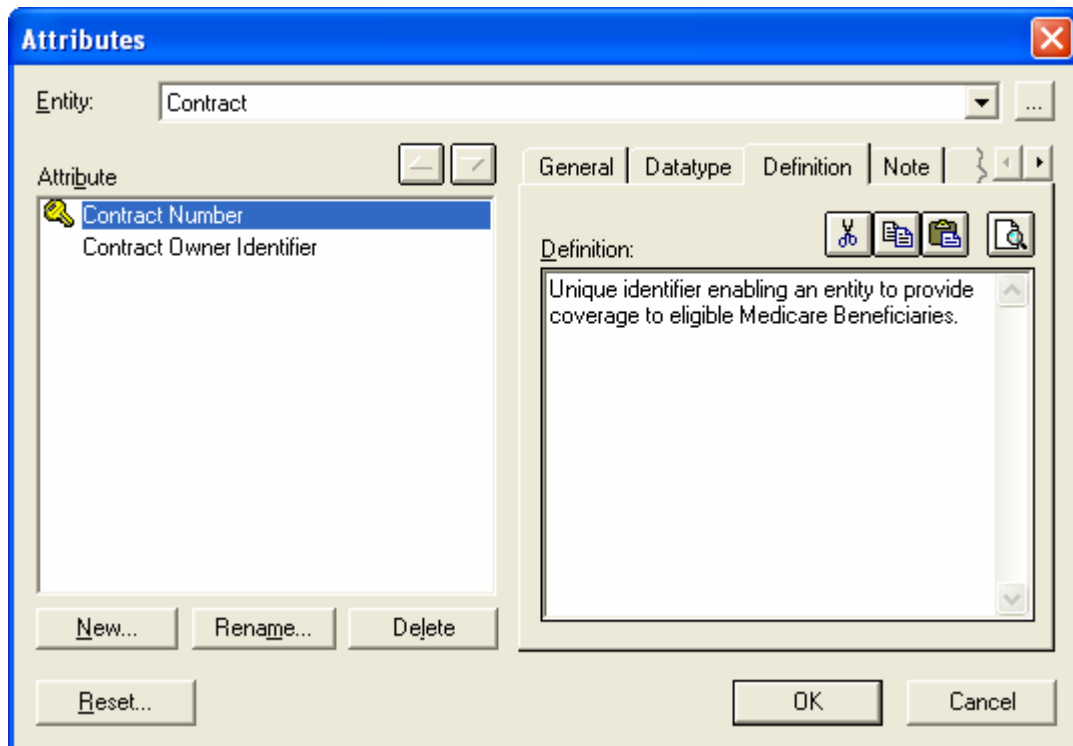 Attributes
Entity:
Contract
...
Attribute
General
Datatype
Definition
Note
Contract Number
Contract Owner Identifier
Definition:
Unique identifier enabling an entity to provide
coverage to eligible Medicare Beneficiaries.
New...
Rename...
Delete
Reset...
OK
Cancel